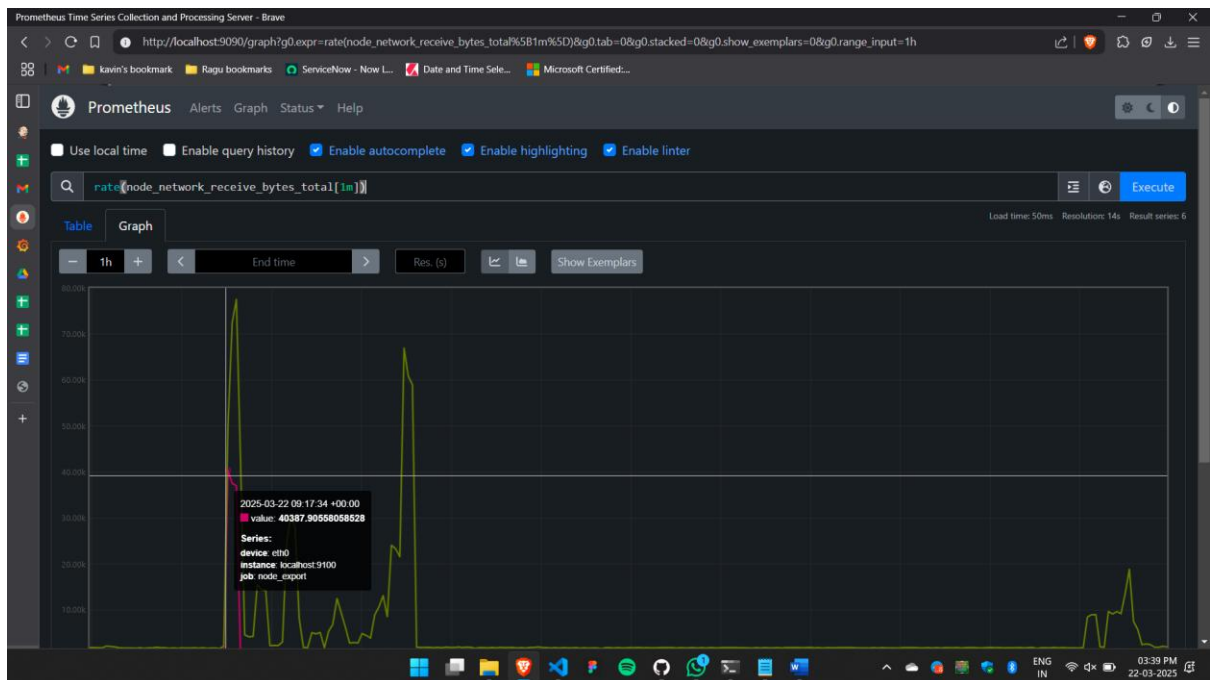 Prometheus Time Series Collection and Processing Server - Brave
http://localhost:9090/graph?g0.expr=rate(node_network_receive_bytes_total%5B1m%5D)&g0.tab=0&g0.stacked=0&g0.show_exemplars=0&g0.range_input=1h
kavin's bookmark Ragu bookmarks ServiceNow - Now L... Date and Time Sele... Microsoft Certified:...
Prometheus Alerts Graph Status Help
Use local time Enable query history Enable autocomplete Enable highlighting Enable linter
rate(node_network_receive_bytes_total[1m]) Execute
Load time: 50ms Resolution: 14s Result series: 6
Table Graph
− 1h + < End time > Res. (s) Show Exemplars
80.00k
70.00k
60.00k
50.00k
40.00k
2025-03-22 09:17:34 +00:00
value: 40387.90558058528
30.00k
Series:
device: eth0
instance: localhost:9100
20.00k
job: node_export
10.00k
1
ENG 03:39 PM
IN 22-03-2025